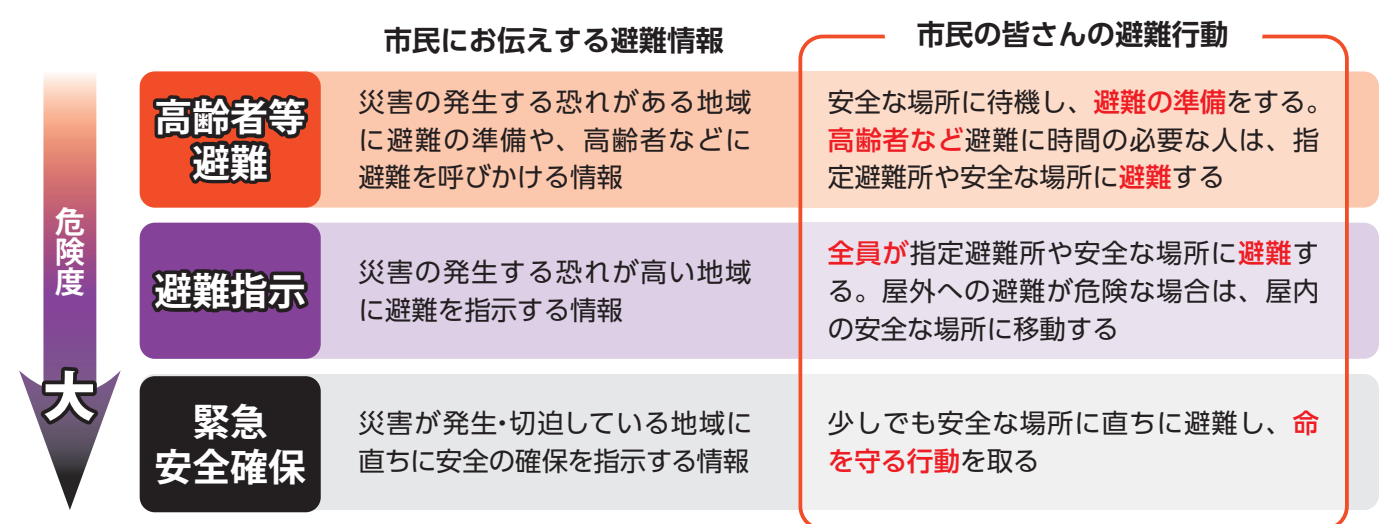 市民にお伝えする避難情報
市民の皆さんの避難行動
危険度
大
高齢者等
避難
災害の発生する恐れがある地域
に避難の準備や、高齢者などに
避難を呼びかける情報
安全な場所に待機し、避難の準備をする。
高齢者など避難に時間の必要な人は、指
定避難所や安全な場所に避難する
避難指示
災害の発生する恐れが高い地域
に避難を指示する情報
全員が指定避難所や安全な場所に避難す
る。屋外への避難が危険な場合は、屋内
の安全な場所に移動する
緊急
安全確保
災害が発生・切迫している地域に
直ちに安全の確保を指示する情報
少しでも安全な場所に直ちに避難し、命
を守る行動を取る